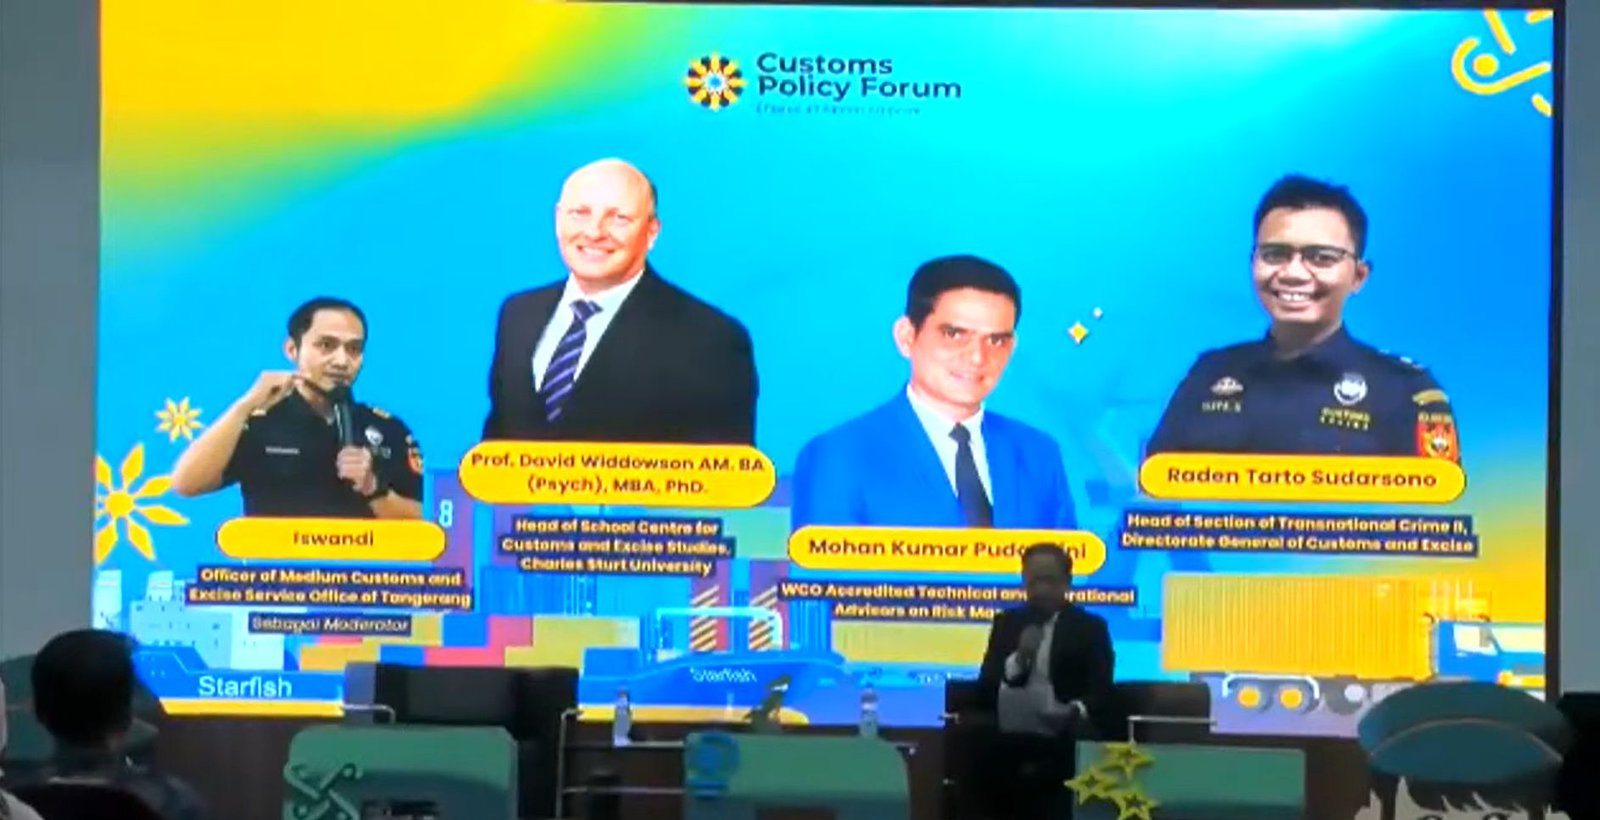 Customs
Policy Forum
Iswandi
Officer of Medium Customs and
Excise Service Office of Tangerang
Sebagai Moderator
Prof. David Widdowson AM. BA
(Psych), MBA, PhD.
Head of School Centre for
Customs and Excise Studies,
Charles Sturt University
Mohan Kumar
WCO Accredited Technical
Advisors on Risk
Raden Tarto Sudarsono
Head of Section of Transnational Crime II,
Directorate General of Customs and Excise
CUSTOMS
8
Starfish
Starfish